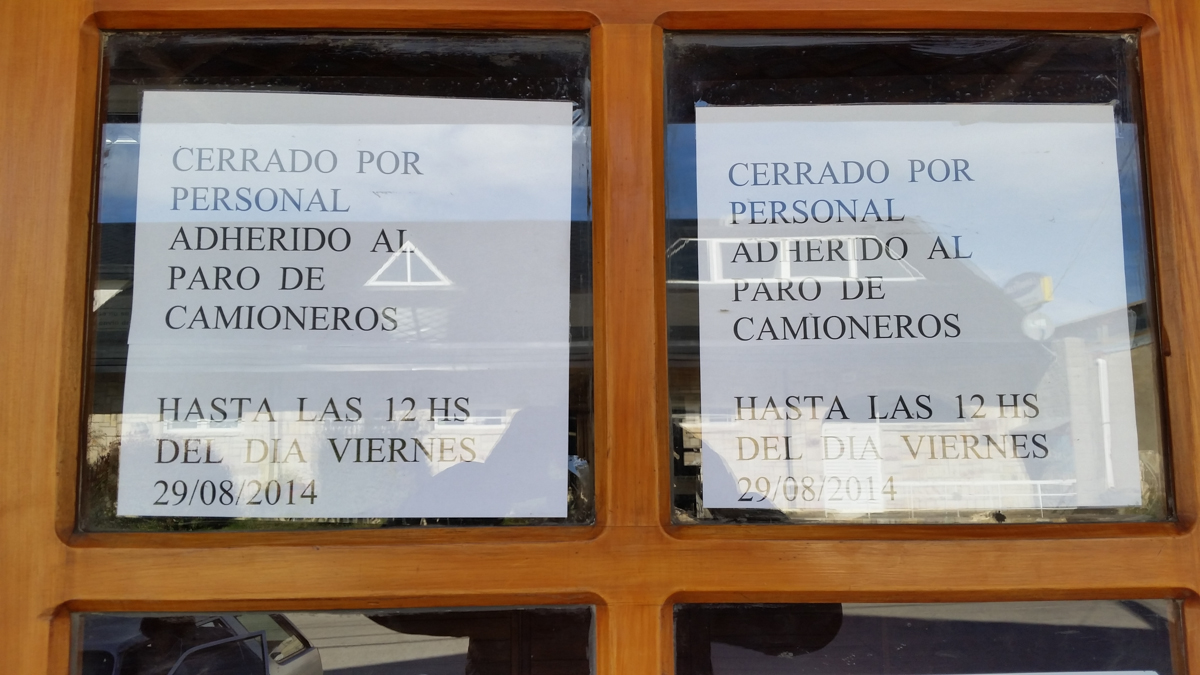 CERRADO POR
PERSONAL
ADHERIDO AL
PARO DE
CAMIONEROS
HASTA LAS 12 HS
DEL DIA VIERNES
29/08/2014
CERRADO POR
PERSONAL
ADHERIDO AL
PARO DE
CAMIONEROS
HASTA LAS 12 HS
DEL DIA VIERNES
29/08/2014